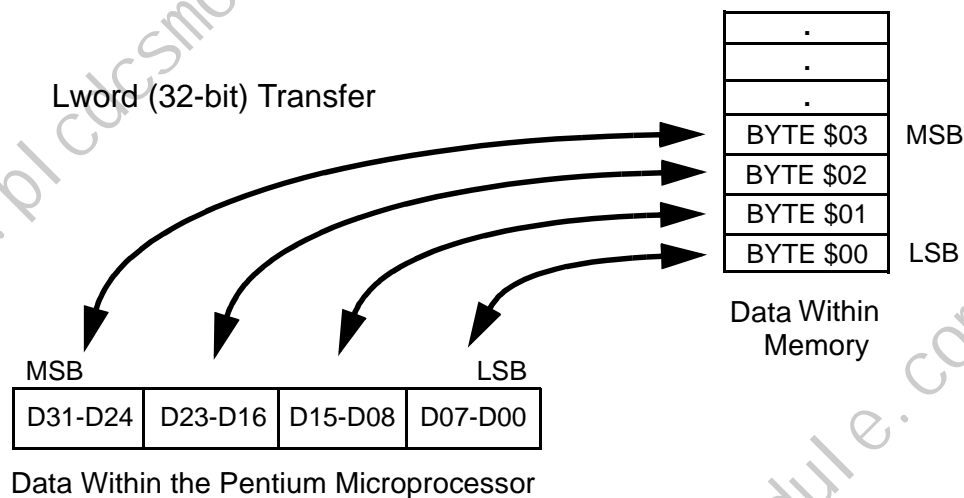 .
.
.
Lword (32-bit) Transfer
BYTE $03 MSB
BYTE $02
BYTE $01
BYTE $00 LSB
Data Within
Memory
MSB LSB
D31-D24 D23-D16 D15-D08 D07-D00
Data Within the Pentium Microprocessor